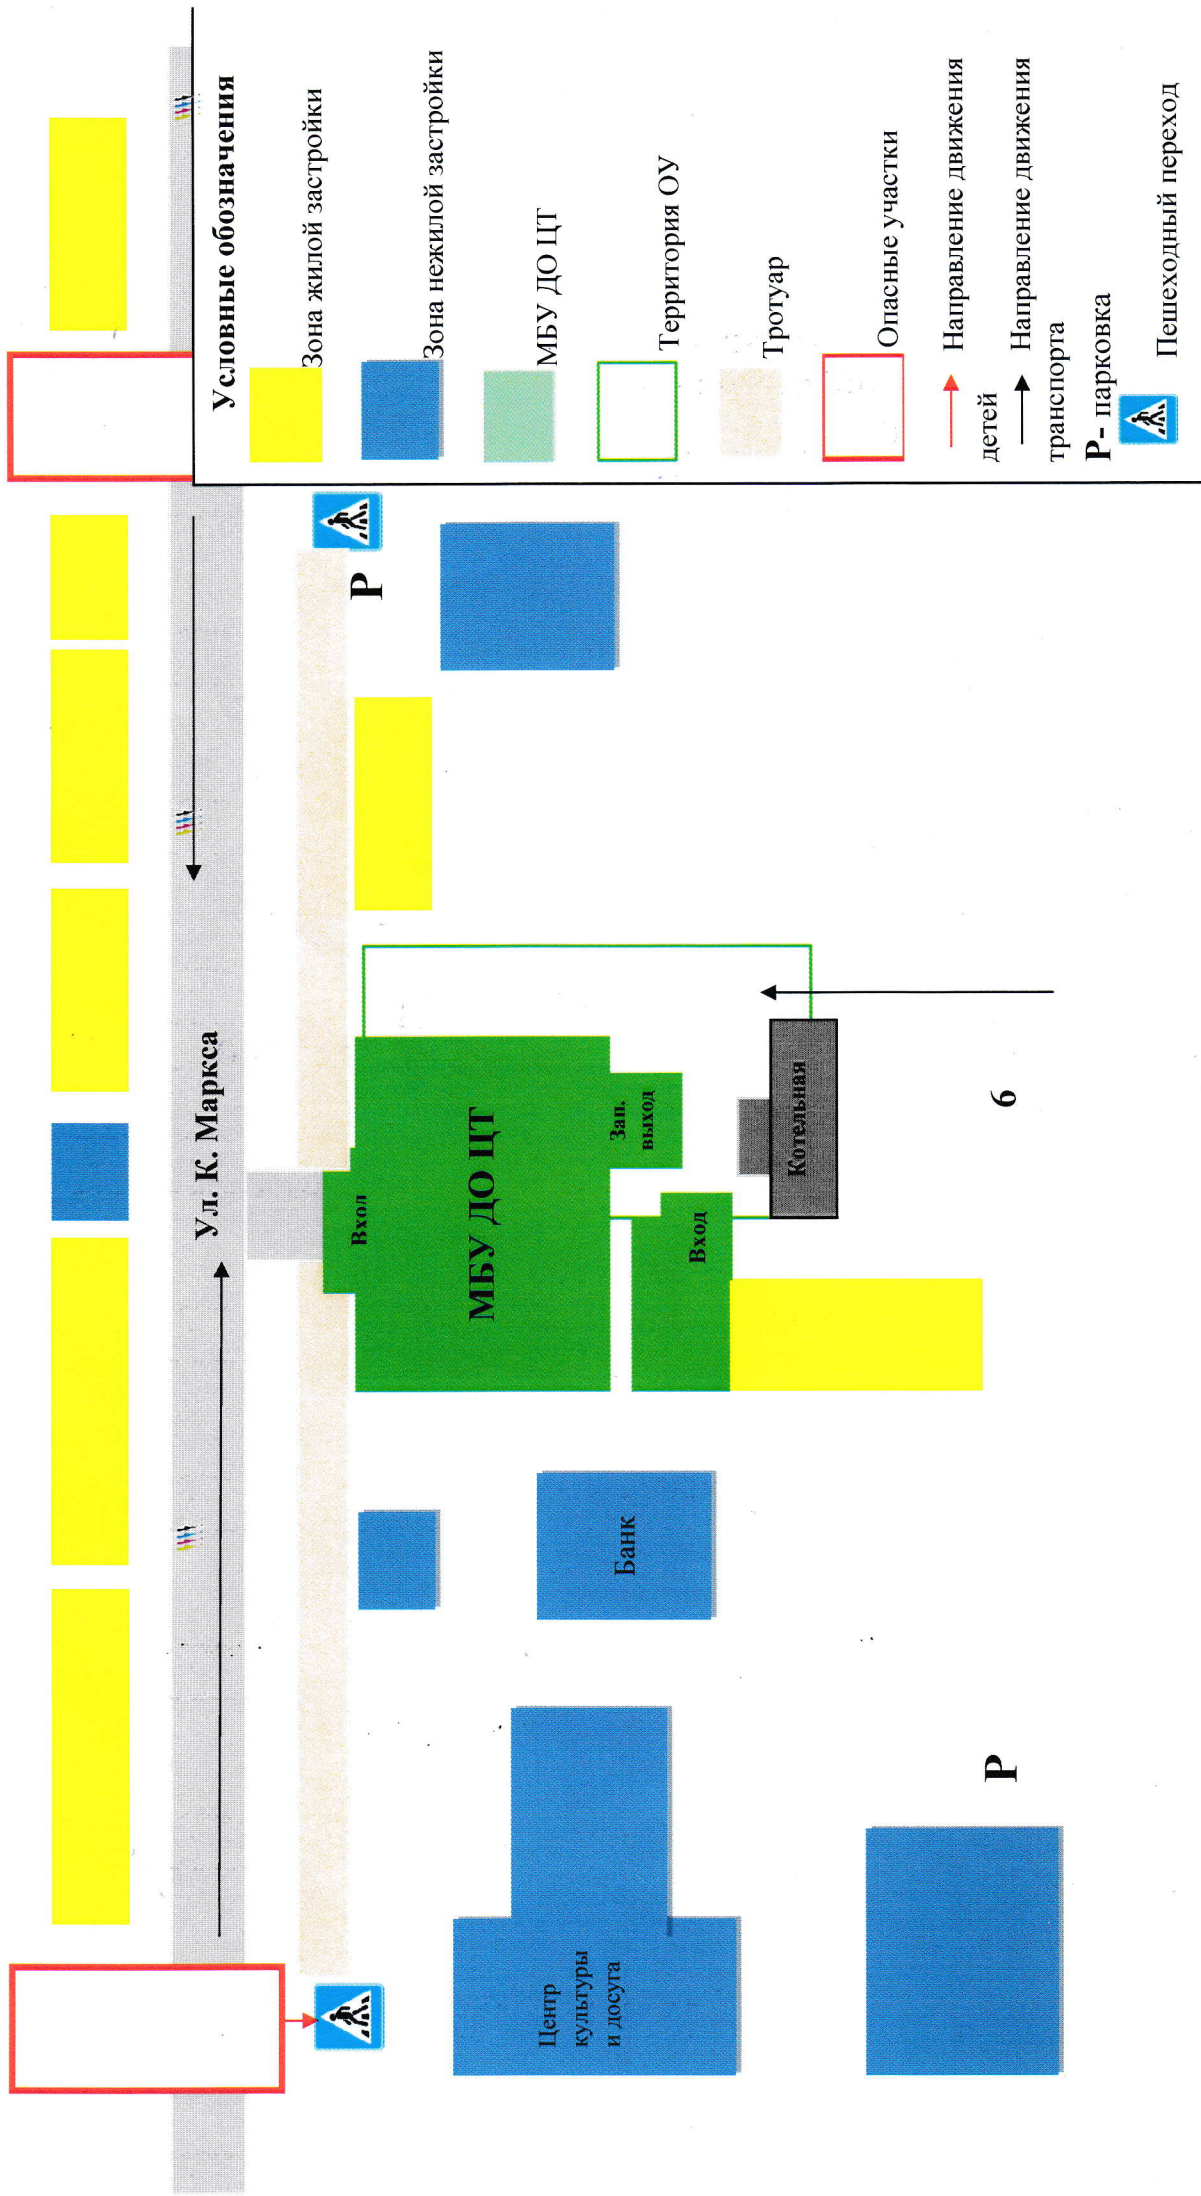 Ул. К. Маркса
Вхол
МБУ ДО ЦТ
Зап.
выход
Вход
Котельная
6
Банк
Центр
культуры
и досуга
Р
Р
Условные обозначения
Зона жилой застройки
Зона нежилой застройки
МБУ ДО ЦТ
Территория ОУ
Тротуар
Опасные участки
Направление движения
детей
Направление движения
транспорта
Р- парковка
Пешеходный переход